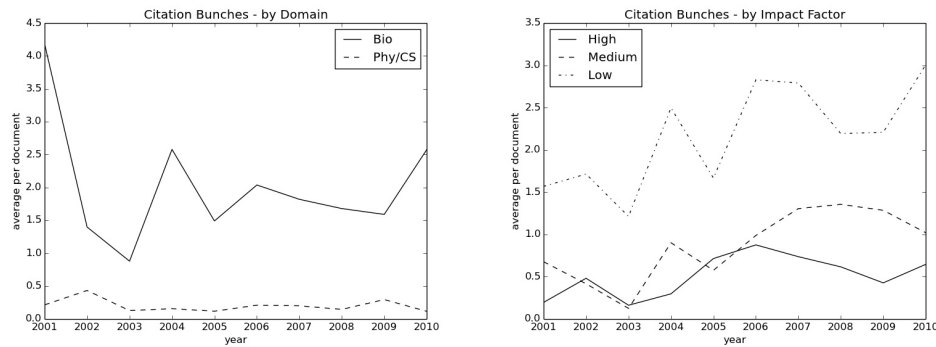 Citation Bunches - by Domain
4.5
4.0
3.5
3.0
2.5
2.0
1.5
1.0
0.5
0.0
average per document
Bio
Phy/CS
2001 2002 2003 2004 2005 2006 2007 2008 2009 2010
year
Citation Bunches - by Impact Factor
3.5
3.0
2.5
2.0
1.5
1.0
0.5
0.0
average per document
High
Medium
Low
2001 2002 2003 2004 2005 2006 2007 2008 2009 2010
year